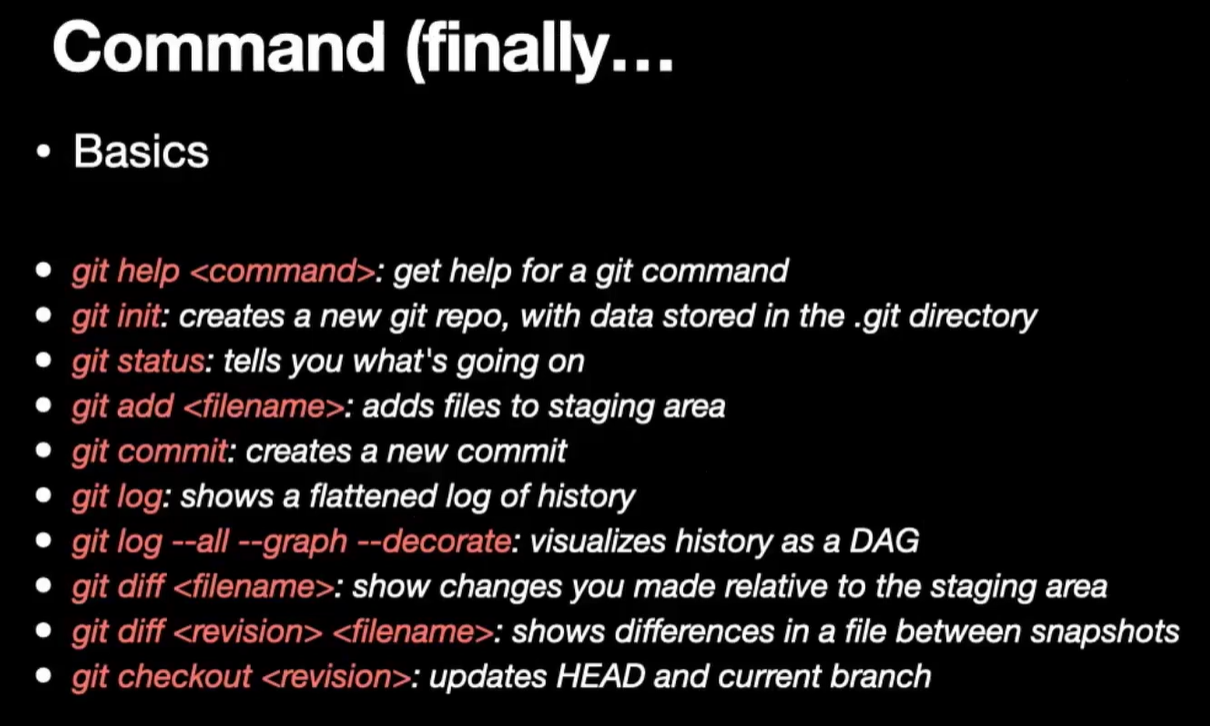 Command (finally...
• Basics
• git help <command>: get help for a git command
• git init: creates a new git repo, with data stored in the .git directory
• git status: tells you what's going on
• git add <filename>: adds files to staging area
• git commit: creates a new commit
• git log: shows a flattened log of history
• git log --all --graph --decorate: visualizes history as a DAG
• git diff <filename>: show changes you made relative to the staging area
• git diff <revision> <filename>: shows differences in a file between snapshots
• git checkout <revision>: updates HEAD and current branch